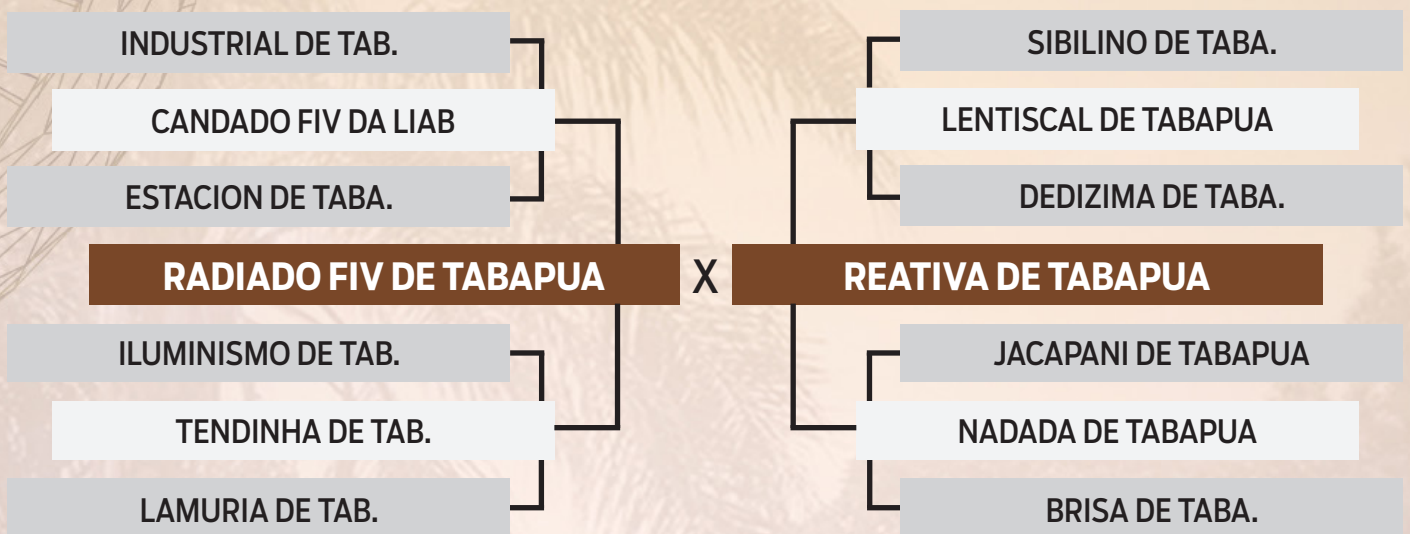 INDUSTRIAL DE TAB.
CANDADO FIV DA LIAB
ESTACION DE TABA.
RADIADO FIV DE TABAPUA
ILUMINISMO DE TAB.
TENDINHA DE TAB.
LAMURIA DE TAB.
X
SIBILINO DE TABA.
LENTISCAL DE TABAPUA
DEDIZIMA DE TABA.
REATIVA DE TABAPUA
JACAPANI DE TABAPUA
NADADA DE TABAPUA
BRISA DE TABA.